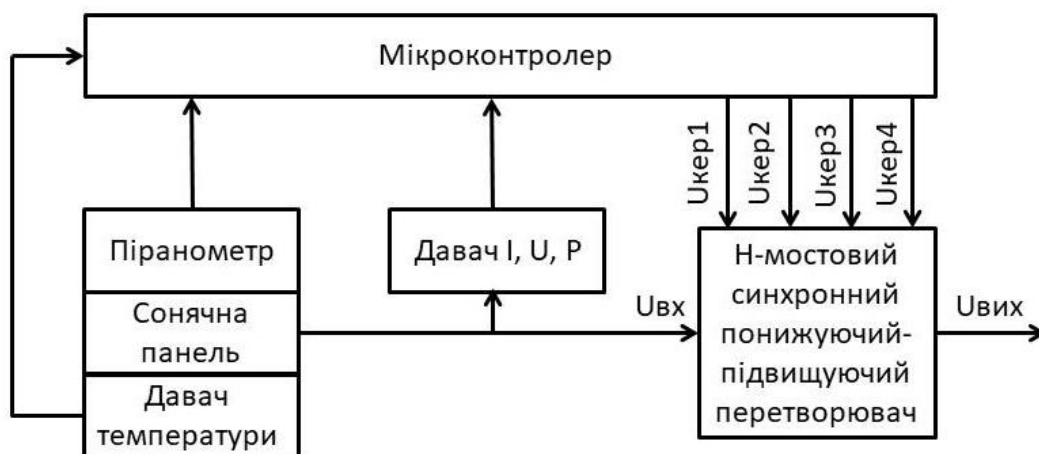 Мікроконтролер
Uкер1
Uкер2
Uкер3
Uкер4
Піранометр
Сонячна
панель
Давач
температури
Давач I, U, P
Uвх
Н-мостовий
синхронний
понижуючий-
підвищуючий
перетворювач
Uвих